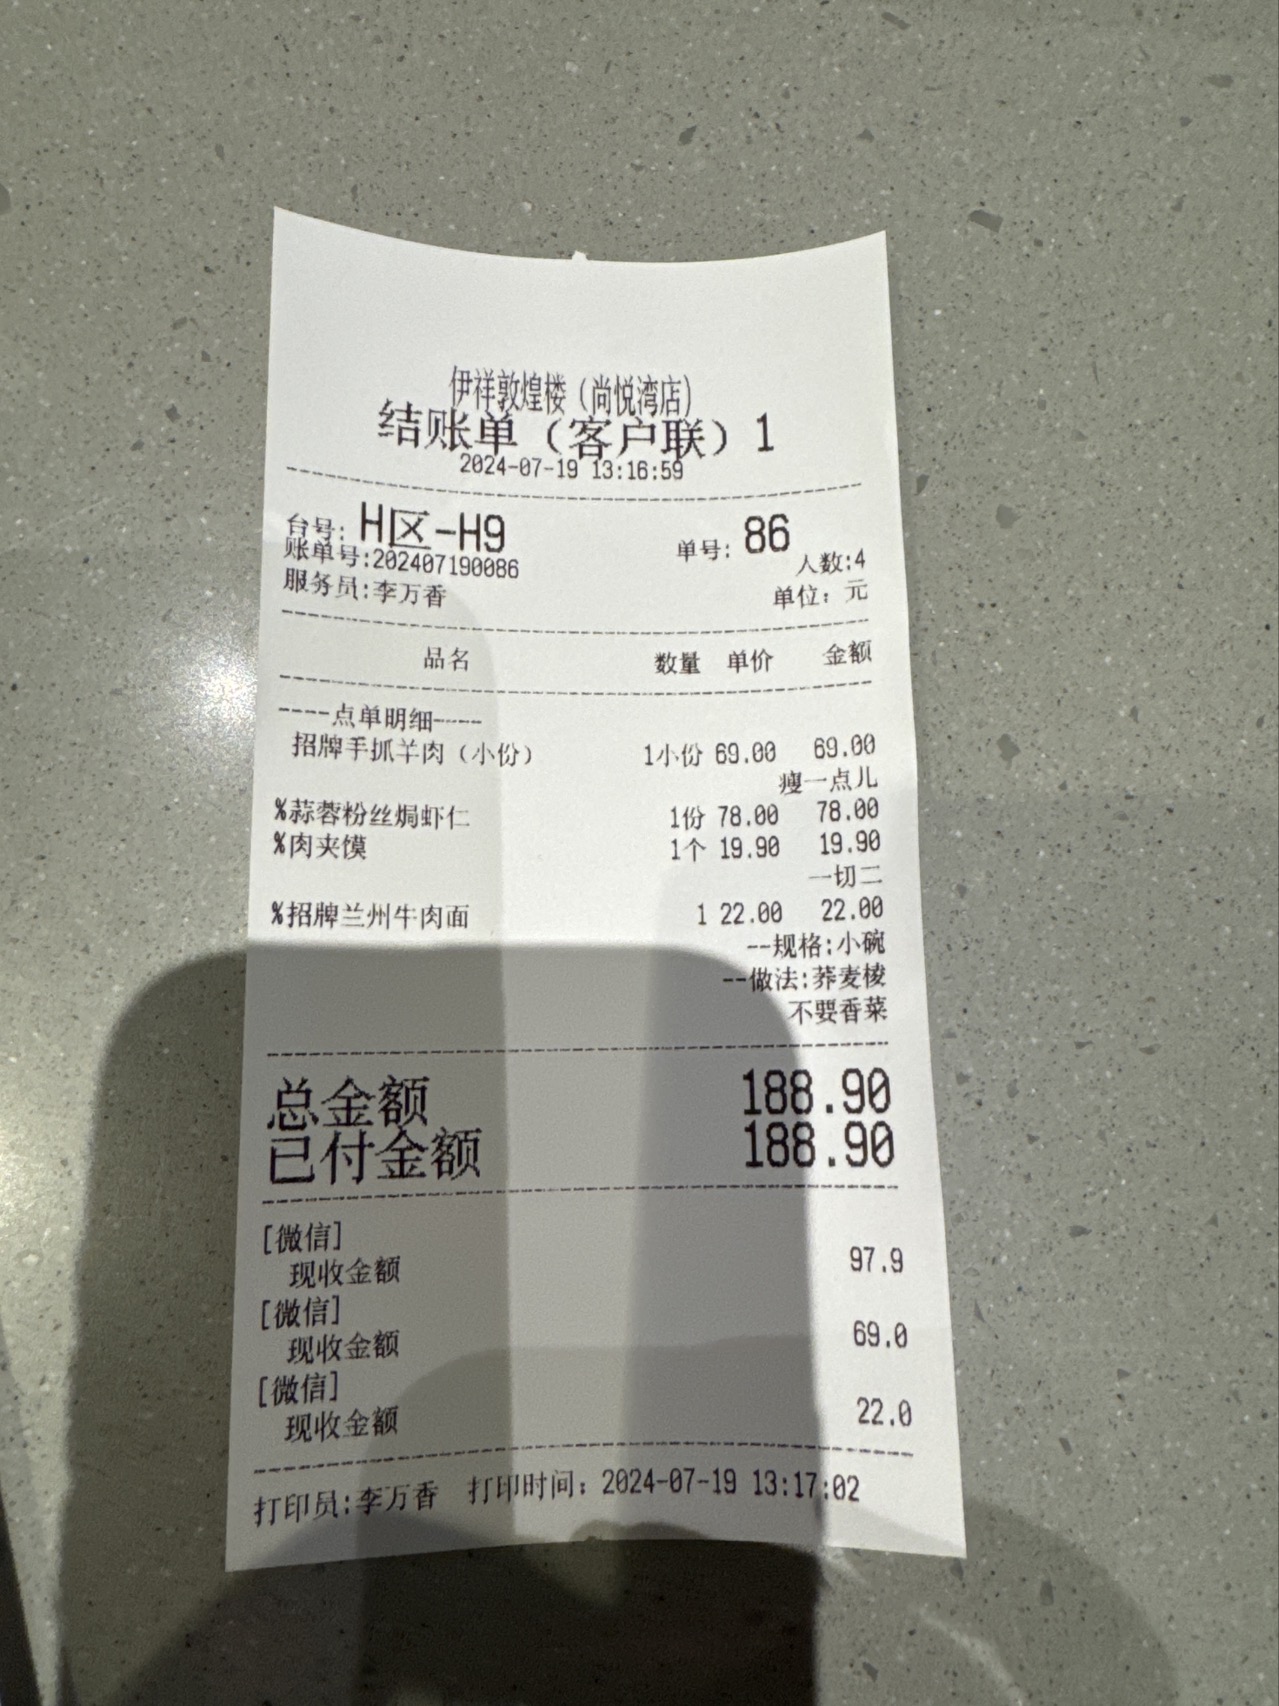 伊祥敦煌楼（尚悦湾店）
结账单（客户联）1
2024-07-19 13:16:59
台号: H区-H9 单号: 86
账单号:202407190086 人数:4
服务员:李万香 单位: 元
品名 数量 单价 金额
----点单明细-----
招牌手抓羊肉（小份） 1小份 69.00 69.00
瘦一点儿
%蒜蓉粉丝焗虾仁 1份 78.00 78.00
%肉夹馍 1个 19.90 19.90
一切二
%招牌兰州牛肉面 1 22.00 22.00
--规格:小碗
--做法:荞麦棱
不要香菜
总金额 188.90
已付金额 188.90
[微信]
现收金额 97.9
[微信]
现收金额 69.0
[微信]
现收金额 22.0
打印员:李万香 打印时间: 2024-07-19 13:17:02